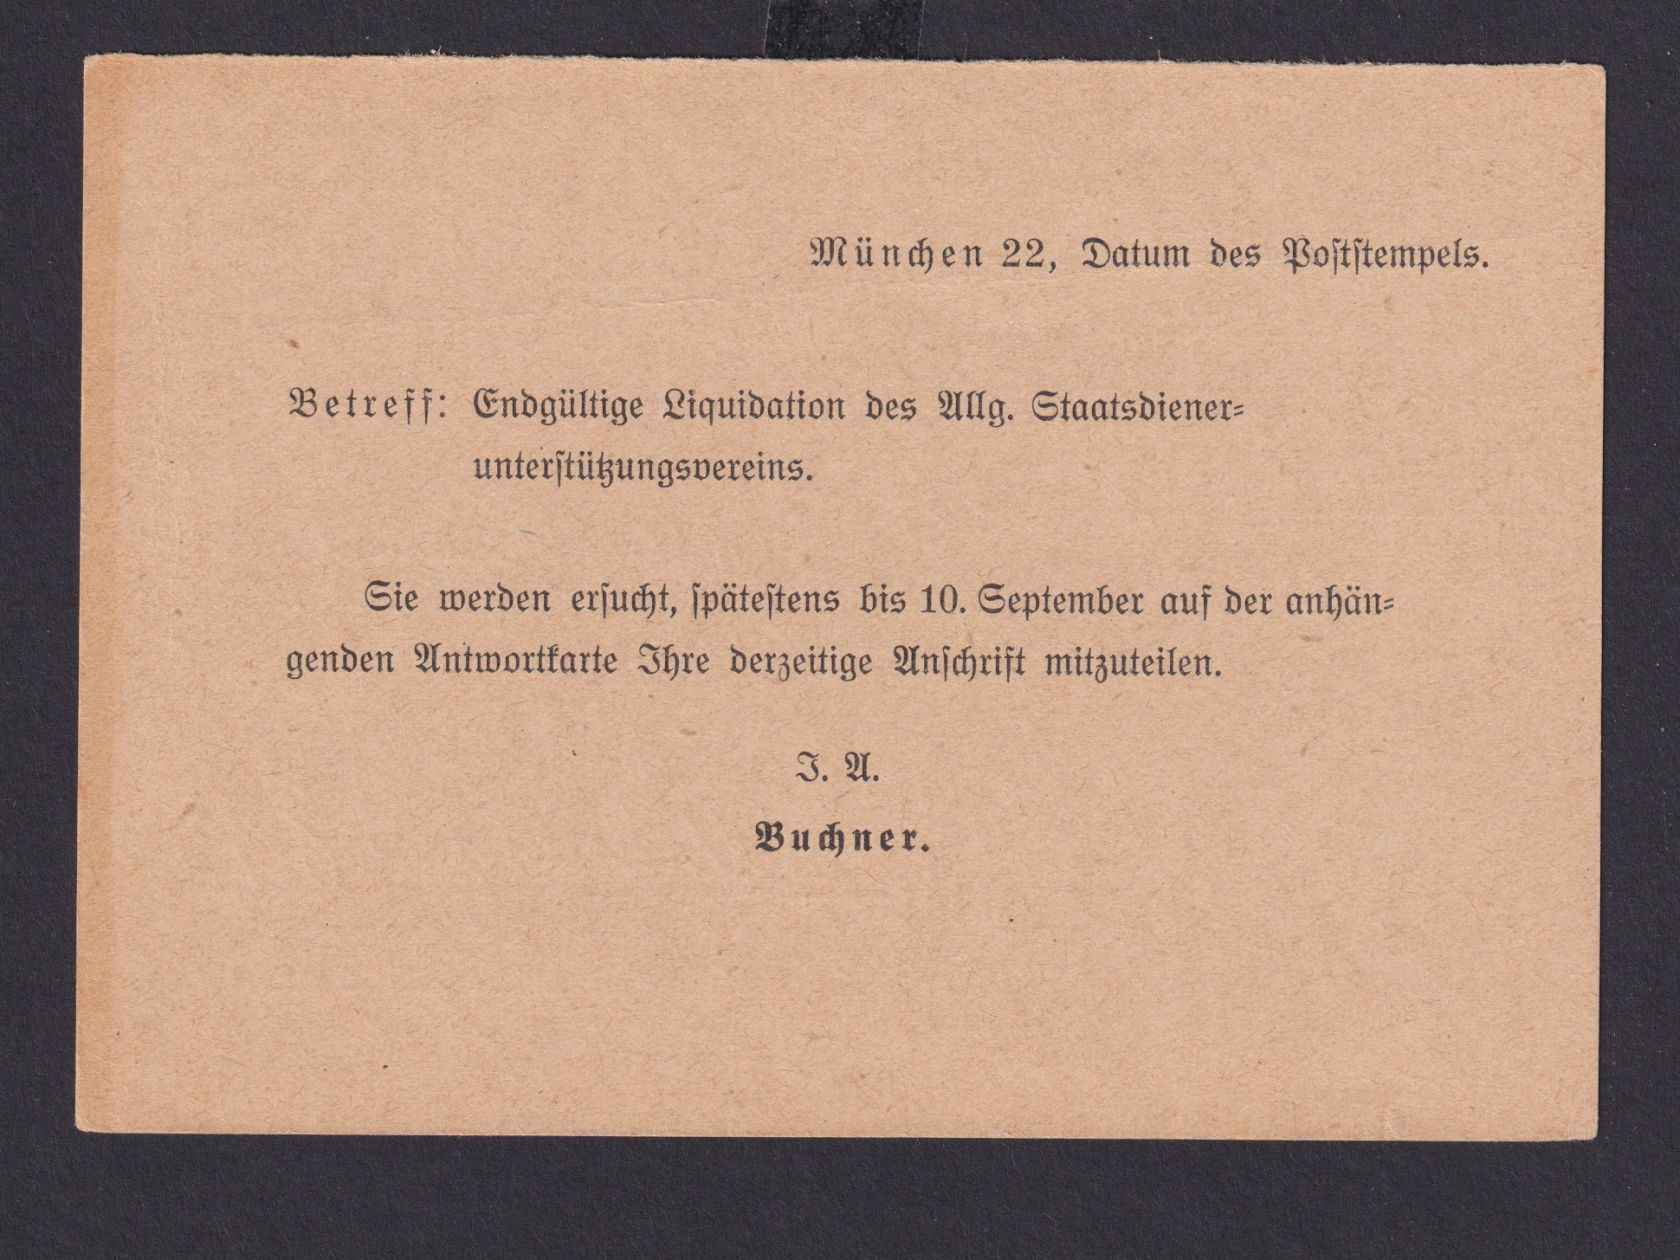 München 22, Datum des Poststempels.
Betreff: Endgültige Liquidation des Allg. Staatsdiener-
unterstützungsvereins.
Sie werden ersucht, spätestens bis 10. September auf der anhän-
genden Antwortkarte Ihre derzeitige Anschrift mitzuteilen.
I. A.
Buchner.